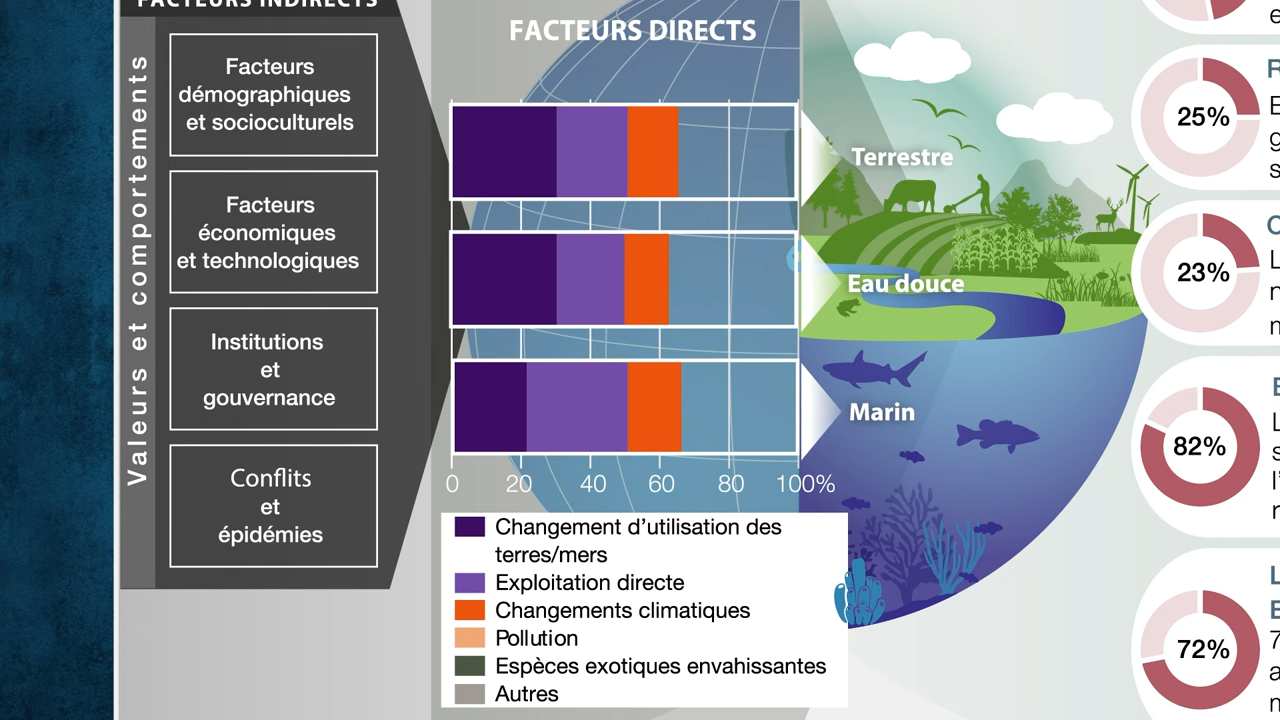 FACTEURS INDIRECTS
Valeurs et comportements
Facteurs
démographiques
et socioculturels
Facteurs
économiques
et technologiques
Institutions
et
gouvernance
Conflits
et
épidémies
FACTEURS DIRECTS
Terrestre
Eau douce
Marin
0 20 40 60 80 100%
Changement d’utilisation des
terres/mers
Exploitation directe
Changements climatiques
Pollution
Espèces exotiques envahissantes
Autres
25%
23%
82%
72%